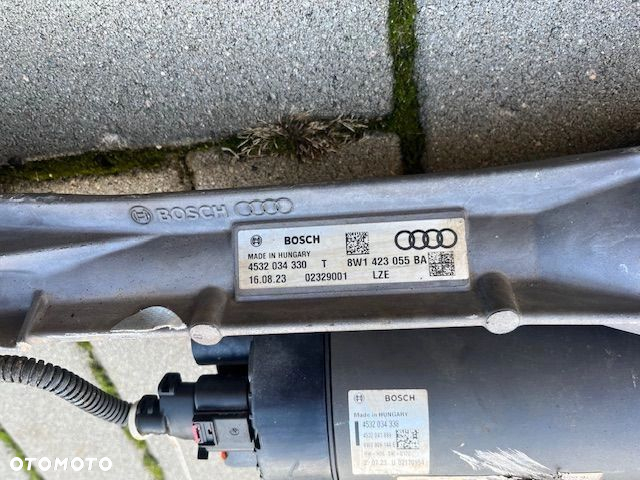 BOSCH
BOSCH
MADE IN HUNGARY
4532 034 330 T 8W1 423 055 BA
16.08.23 02329001 LZE
BOSCH
Made in HUNGARY
4532 034 338
OTOMOTO